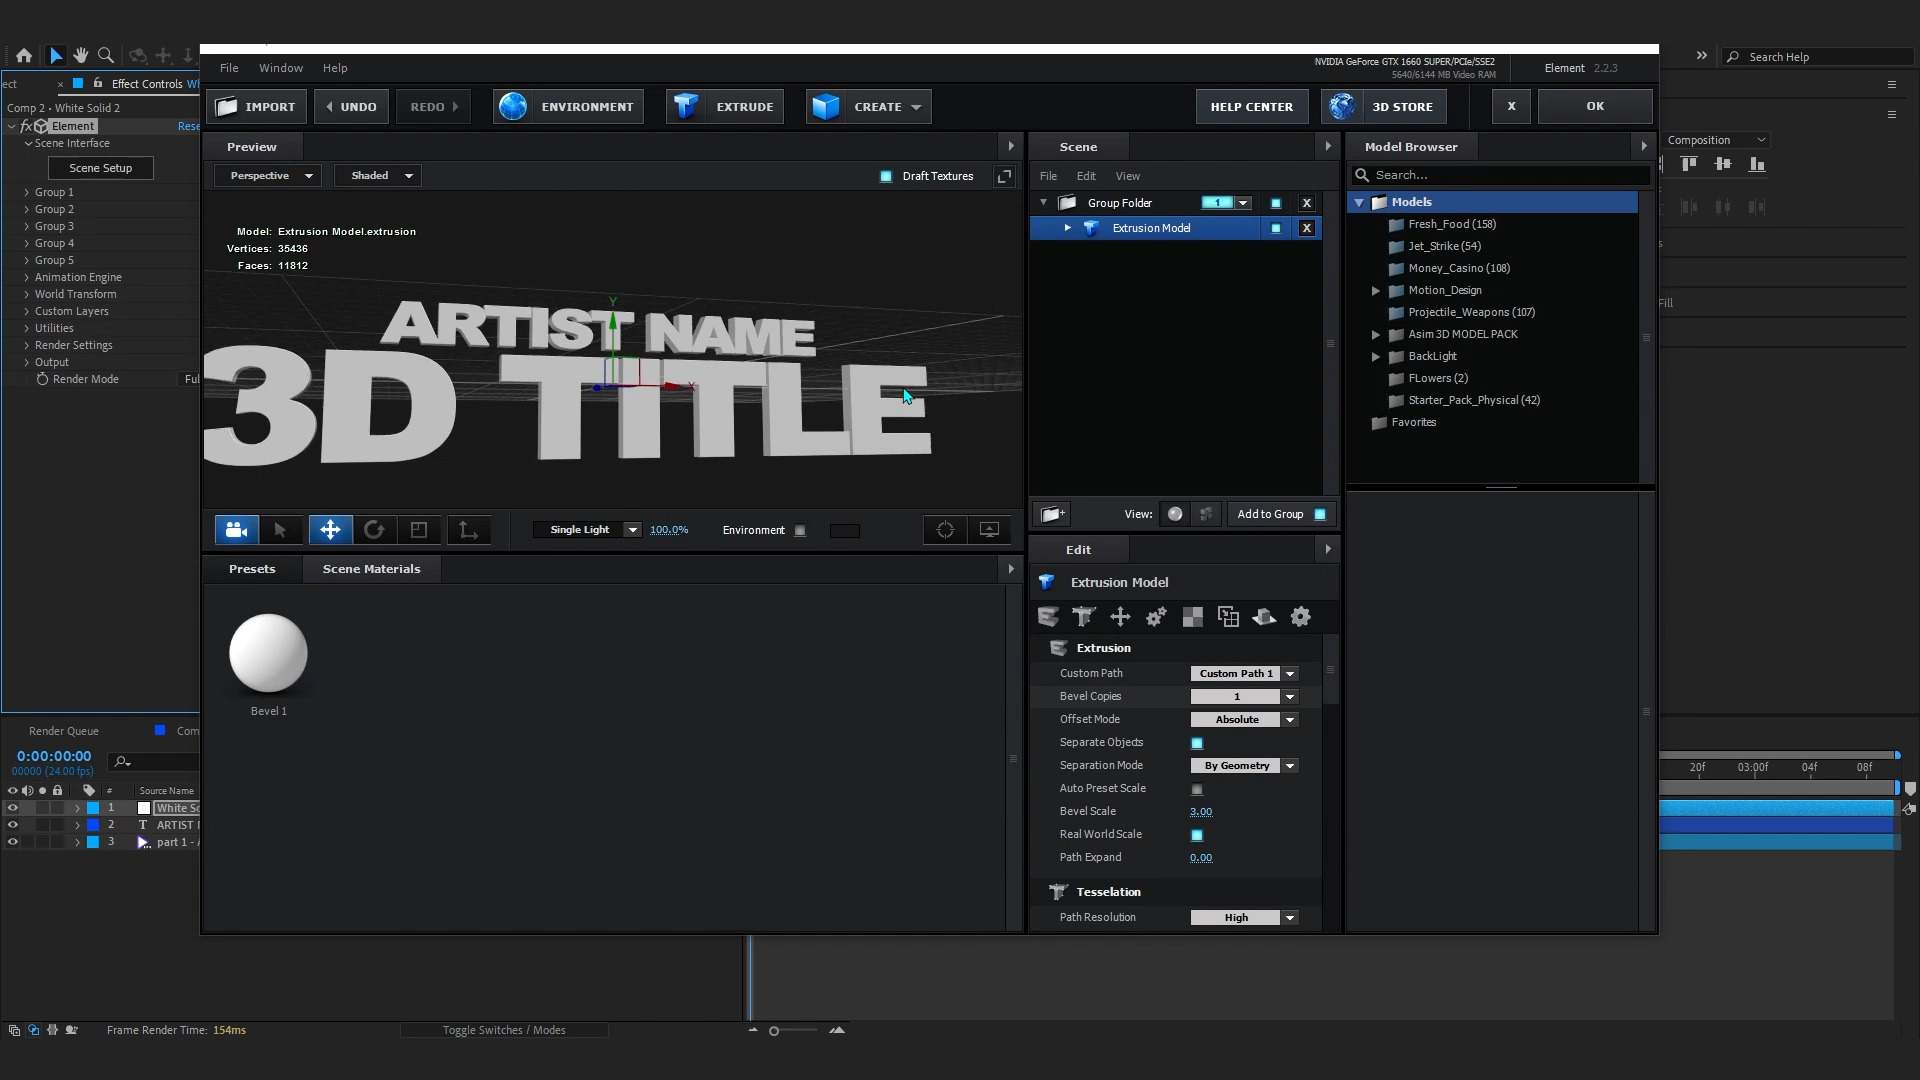 Search Help
File Window Help
NVIDIA GeForce GTX 1660 SUPER/PCIe/SSE2
5640/6144 MB Video RAM
Element 2.2.3
ect × Effect Controls
Comp 2 • White Solid 2
fx Element
Scene Interface
Scene Setup
Group 1
Group 2
Group 3
Group 4
Group 5
Animation Engine
World Transform
Custom Layers
Utilities
Render Settings
Output
Render Mode
IMPORT UNDO REDO ENVIRONMENT EXTRUDE CREATE HELP CENTER 3D STORE X OK
Preview
Perspective Shaded Draft Textures
Model: Extrusion Model.extrusion
Vertices: 35436
Faces: 11812
Y
X
ARTIST NAME
3D TITLE
Single Light 100.0% Environment
Presets Scene Materials
Bevel 1
Scene
File Edit View
Group Folder 1 X
Extrusion Model X
View: Add to Group
Edit
Extrusion Model
Extrusion
Custom Path Custom Path 1
Bevel Copies 1
Offset Mode Absolute
Separate Objects
Separation Mode By Geometry
Auto Preset Scale
Bevel Scale 3.00
Real World Scale
Path Expand 0.00
Tesselation
Path Resolution High
Model Browser
Search...
Models
Fresh_Food (158)
Jet_Strike (54)
Money_Casino (108)
Motion_Design
Projectile_Weapons (107)
Asim 3D MODEL PACK
BackLight
FLowers (2)
Starter_Pack_Physical (42)
Favorites
Composition
Fill
Render Queue
0:00:00:00
00000 (24.00 fps)
# Source Name
1 White So
2 T ARTIST
3 part 1 -
20f 03:00f 04f 08f
Frame Render Time: 154ms
Toggle Switches / Modes